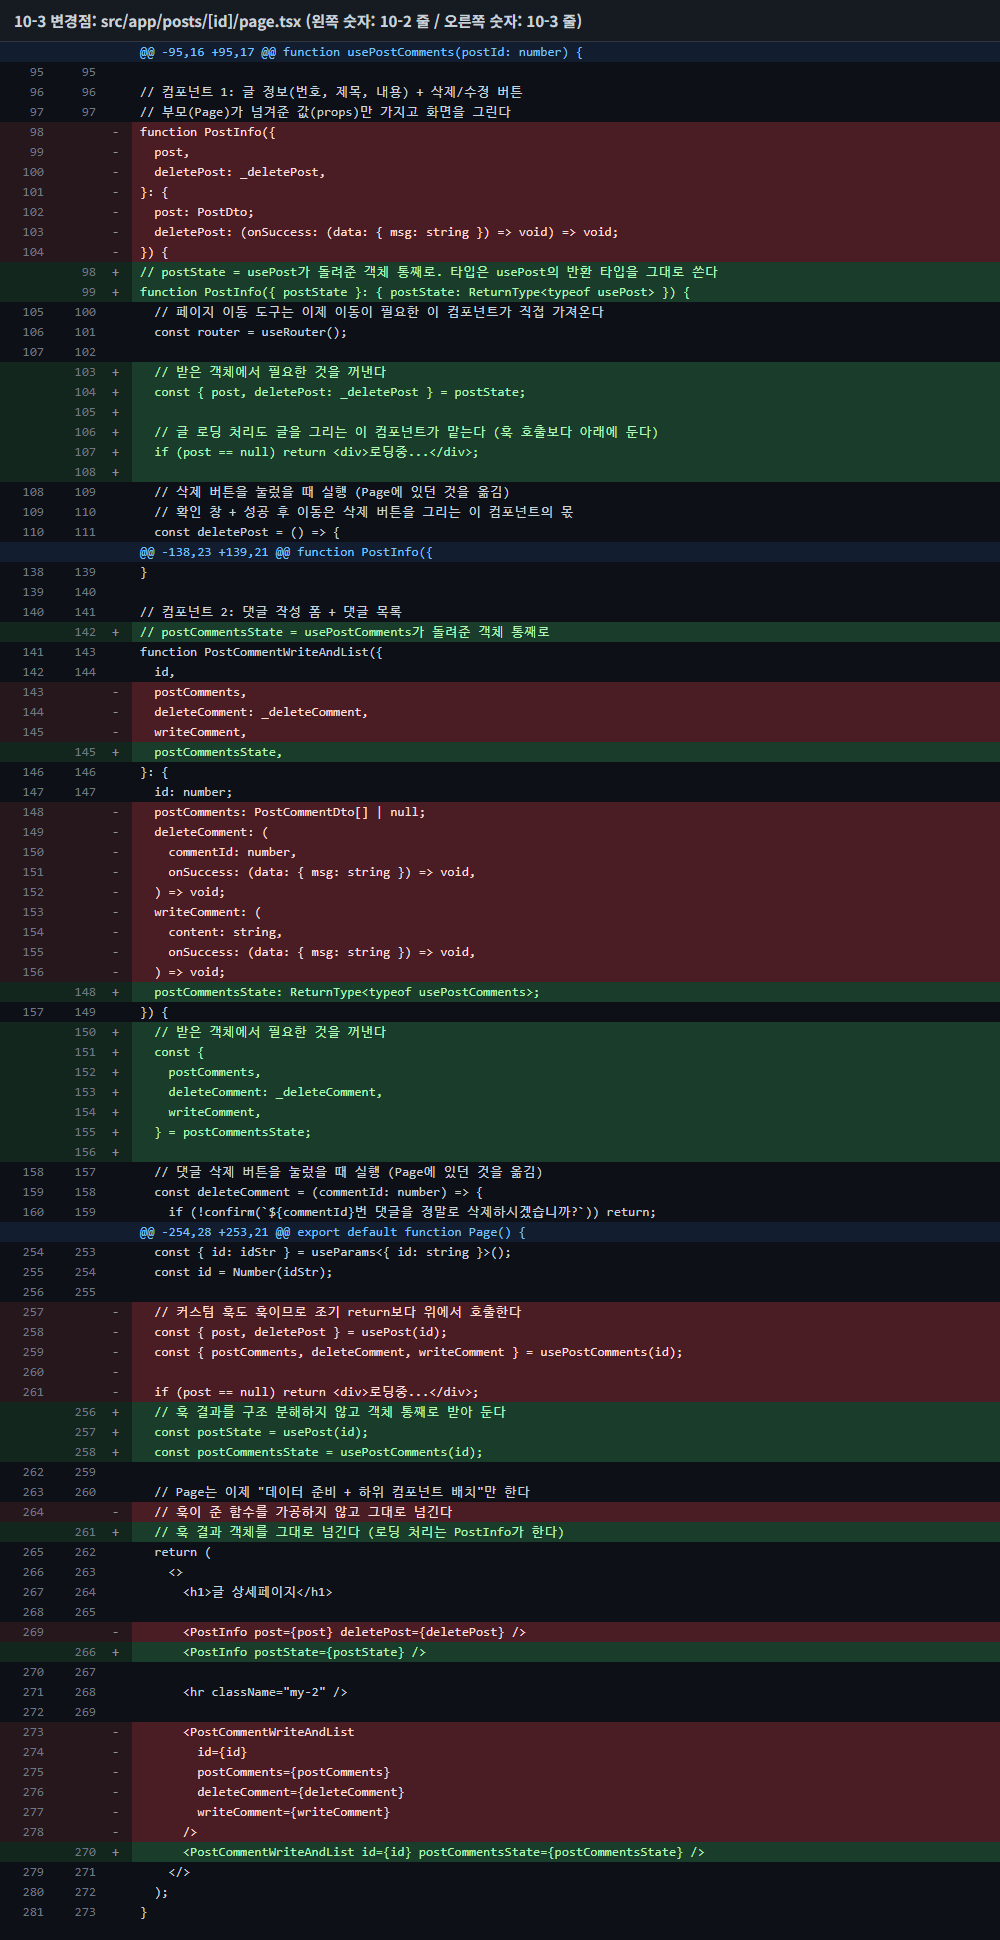 10-3 변경점: src/app/posts/[id]/page.tsx (왼쪽 숫자: 10-2 줄 / 오른쪽 숫자: 10-3 줄)
@@ -95,16 +95,17 @@ function usePostComments(postId: number) {
95 95
96 96 // 컴포넌트 1: 글 정보(번호, 제목, 내용) + 삭제/수정 버튼
97 97 // 부모(Page)가 넘겨준 값(props)만 가지고 화면을 그린다
98 - function PostInfo({
99 - post,
100 - deletePost: _deletePost,
101 - }: {
102 - post: PostDto;
103 - deletePost: (onSuccess: (data: { msg: string }) => void) => void;
104 - }) {
98 + // postState = usePost가 돌려준 객체 통째로. 타입은 usePost의 반환 타입을 그대로 쓴다
99 + function PostInfo({ postState }: { postState: ReturnType<typeof usePost> }) {
105 100 // 페이지 이동 도구는 이제 이동이 필요한 이 컴포넌트가 직접 가져온다
106 101 const router = useRouter();
107 102
103 + // 받은 객체에서 필요한 것을 꺼낸다
104 + const { post, deletePost: _deletePost } = postState;
105 +
106 + // 글 로딩 처리도 글을 그리는 이 컴포넌트가 맡는다 (훅 호출보다 아래에 둔다)
107 + if (post == null) return <div>로딩중...</div>;
108 +
108 109 // 삭제 버튼을 눌렀을 때 실행 (Page에 있던 것을 옮김)
109 110 // 확인 창 + 성공 후 이동은 삭제 버튼을 그리는 이 컴포넌트의 몫
110 111 const deletePost = () => {
@@ -138,23 +139,21 @@ function PostInfo({
138 139 }
139 140
140 141 // 컴포넌트 2: 댓글 작성 폼 + 댓글 목록
142 + // postCommentsState = usePostComments가 돌려준 객체 통째로
141 143 function PostCommentWriteAndList({
142 144 id,
143 - postComments,
144 - deleteComment: _deleteComment,
145 - writeComment,
145 + postCommentsState,
146 146 }: {
147 147 id: number;
148 - postComments: PostCommentDto[] | null;
149 - deleteComment: (
150 - commentId: number,
151 - onSuccess: (data: { msg: string }) => void,
152 - ) => void;
153 - writeComment: (
154 - content: string,
155 - onSuccess: (data: { msg: string }) => void,
156 - ) => void;
148 + postCommentsState: ReturnType<typeof usePostComments>;
157 149 }) {
150 + // 받은 객체에서 필요한 것을 꺼낸다
151 + const {
152 + postComments,
153 + deleteComment: _deleteComment,
154 + writeComment,
155 + } = postCommentsState;
156 +
158 157 // 댓글 삭제 버튼을 눌렀을 때 실행 (Page에 있던 것을 옮김)
159 158 const deleteComment = (commentId: number) => {
160 159 if (!confirm(`${commentId}번 댓글을 정말로 삭제하시겠습니까?`)) return;
@@ -254,28 +253,21 @@ export default function Page() {
254 253 const { id: idStr } = useParams<{ id: string }>();
255 254 const id = Number(idStr);
256 255
257 - // 커스텀 훅도 훅이므로 조기 return보다 위에서 호출한다
258 - const { post, deletePost } = usePost(id);
259 - const { postComments, deleteComment, writeComment } = usePostComments(id);
260 -
261 - if (post == null) return <div>로딩중...</div>;
256 + // 훅 결과를 구조 분해하지 않고 객체 통째로 받아 둔다
257 + const postState = usePost(id);
258 + const postCommentsState = usePostComments(id);
262 259
263 260 // Page는 이제 "데이터 준비 + 하위 컴포넌트 배치"만 한다
264 - // 훅이 준 함수를 가공하지 않고 그대로 넘긴다
261 + // 훅 결과 객체를 그대로 넘긴다 (로딩 처리는 PostInfo가 한다)
265 262 return (
266 263 <>
267 264 <h1>글 상세페이지</h1>
268 265
269 - <PostInfo post={post} deletePost={deletePost} />
266 + <PostInfo postState={postState} />
270 267
271 268 <hr className="my-2" />
272 269
273 - <PostCommentWriteAndList
274 - id={id}
275 - postComments={postComments}
276 - deleteComment={deleteComment}
277 - writeComment={writeComment}
278 - />
270 + <PostCommentWriteAndList id={id} postCommentsState={postCommentsState} />
279 271 </>
280 272 );
281 273 }